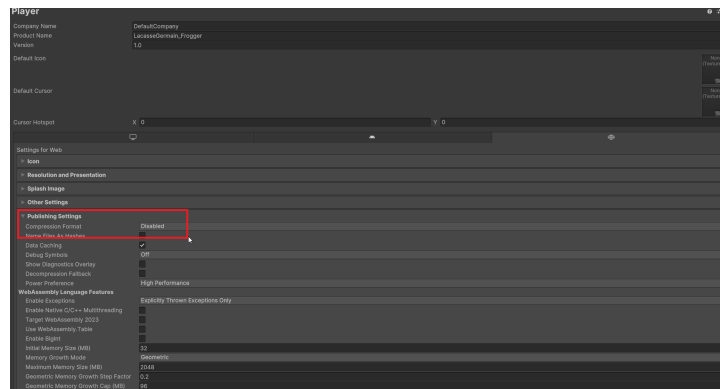 Player
Company Name DefaultCompany
Product Name LacasseGermain_Frogger
Version 1.0
Default Icon
Default Cursor
Cursor Hotspot X 0 Y 0
Settings for Web
Icon
Resolution and Presentation
Splash Image
Other Settings
Publishing Settings
Compression Format Disabled
Name Files As Hashes
Data Caching
Debug Symbols Off
Show Diagnostics Overlay
Decompression Fallback
Power Preference High Performance
WebAssembly Language Features
Enable Exceptions Explicitly Thrown Exceptions Only
Enable Native C/C++ Multithreading
Target WebAssembly 2023
Use WebAssembly.Table
Enable BigInt
Initial Memory Size (MB) 32
Memory Growth Mode Geometric
Maximum Memory Size (MB) 2048
Geometric Memory Growth Step Factor 0.2
Geometric Memory Growth Cap (MB) 96